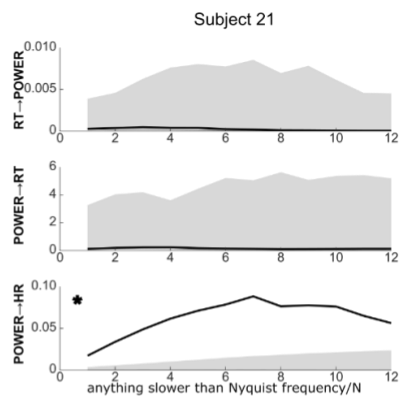 Subject 21
RT→POWER
0.010
0.005
0
0 2 4 6 8 10 12
POWER→RT
6
4
2
0
0 2 4 6 8 10 12
POWER→HR
0.10
*
0.05
0
0 2 4 6 8 10 12
anything slower than Nyquist frequency/N